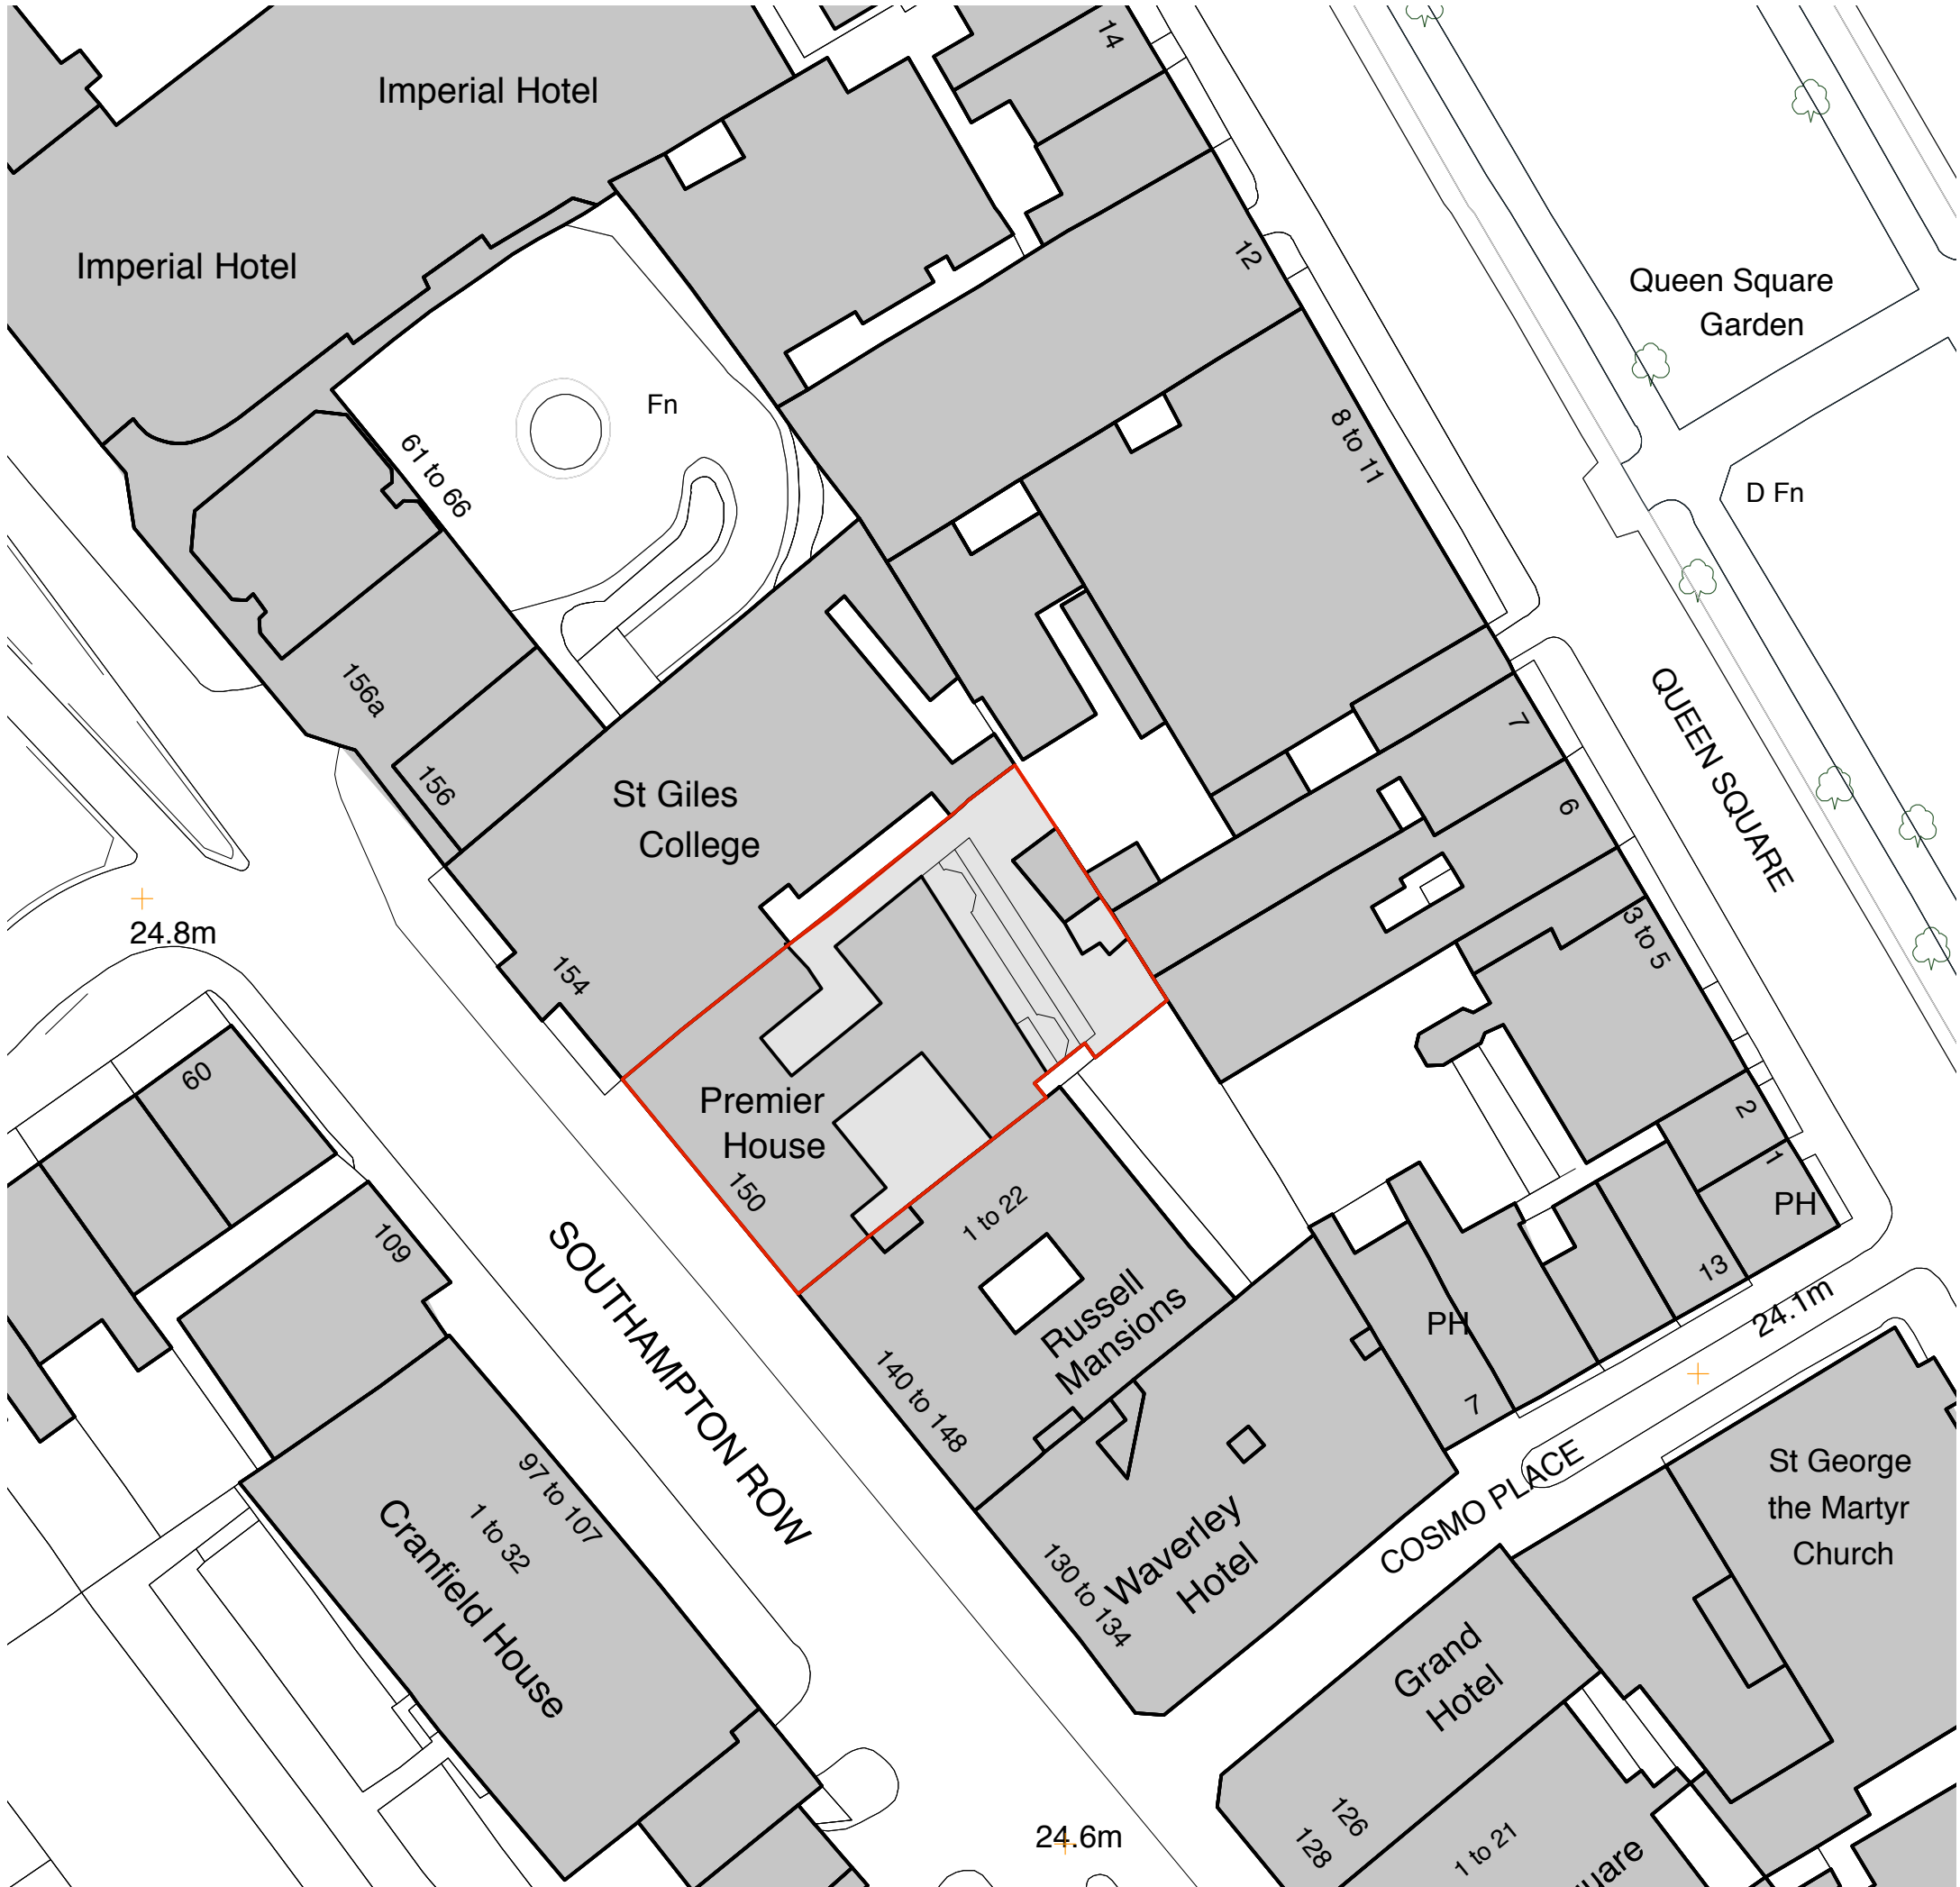 14
Imperial Hotel
Imperial Hotel
12
Queen Square
Garden
Fn
61 to 66
8 to 11
D Fn
156a
7
QUEEN SQUARE
156
St Giles
College
6
24.8m
3 to 5
154
60
Premier
House
150
2
1
PH
1 to 22
109
SOUTHAMPTON ROW
13
24.1m
Russell
Mansions
PH
140 to 148
7
97 to 107
1 to 32
Cranfield House
COSMO PLACE
St George
the Martyr
Church
Waverley
Hotel
130 to 134
Grand
Hotel
126
128
24.6m
1 to 21
uare